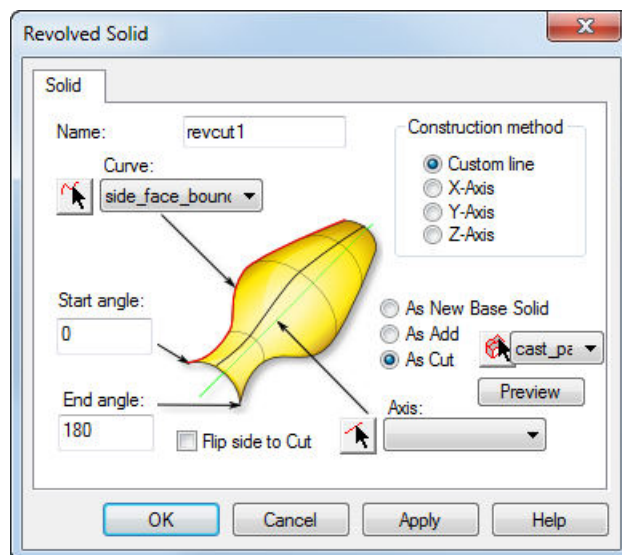 Revolved Solid
Solid
Name: revcut1
Construction method
Curve:
side_face_bounc
Custom line
X-Axis
Y-Axis
Z-Axis
Start angle:
0
As New Base Solid
As Add
As Cut
cast_pa
Preview
End angle:
180
Axis:
Flip side to Cut
OK Cancel Apply Help